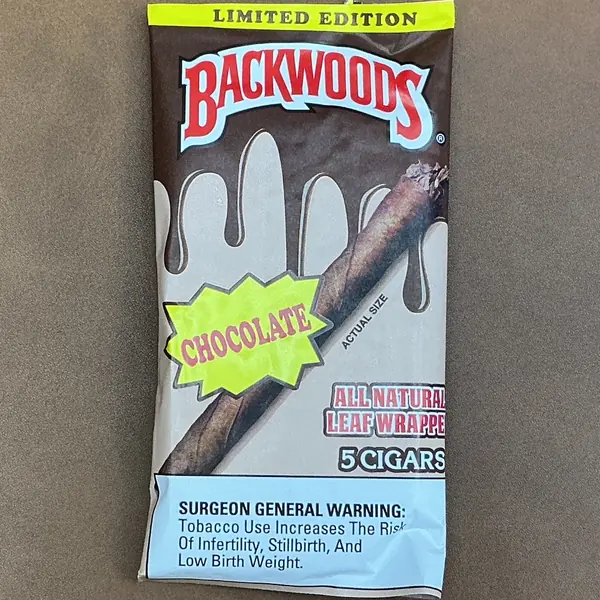 LIMITED EDITION
BACKWOODS®
CHOCOLATE
ACTUAL SIZE
ALL NATURAL
LEAF WRAPPE
5 CIGARS
SURGEON GENERAL WARNING:
Tobacco Use Increases The Risk
Of Infertility, Stillbirth, And
Low Birth Weight.